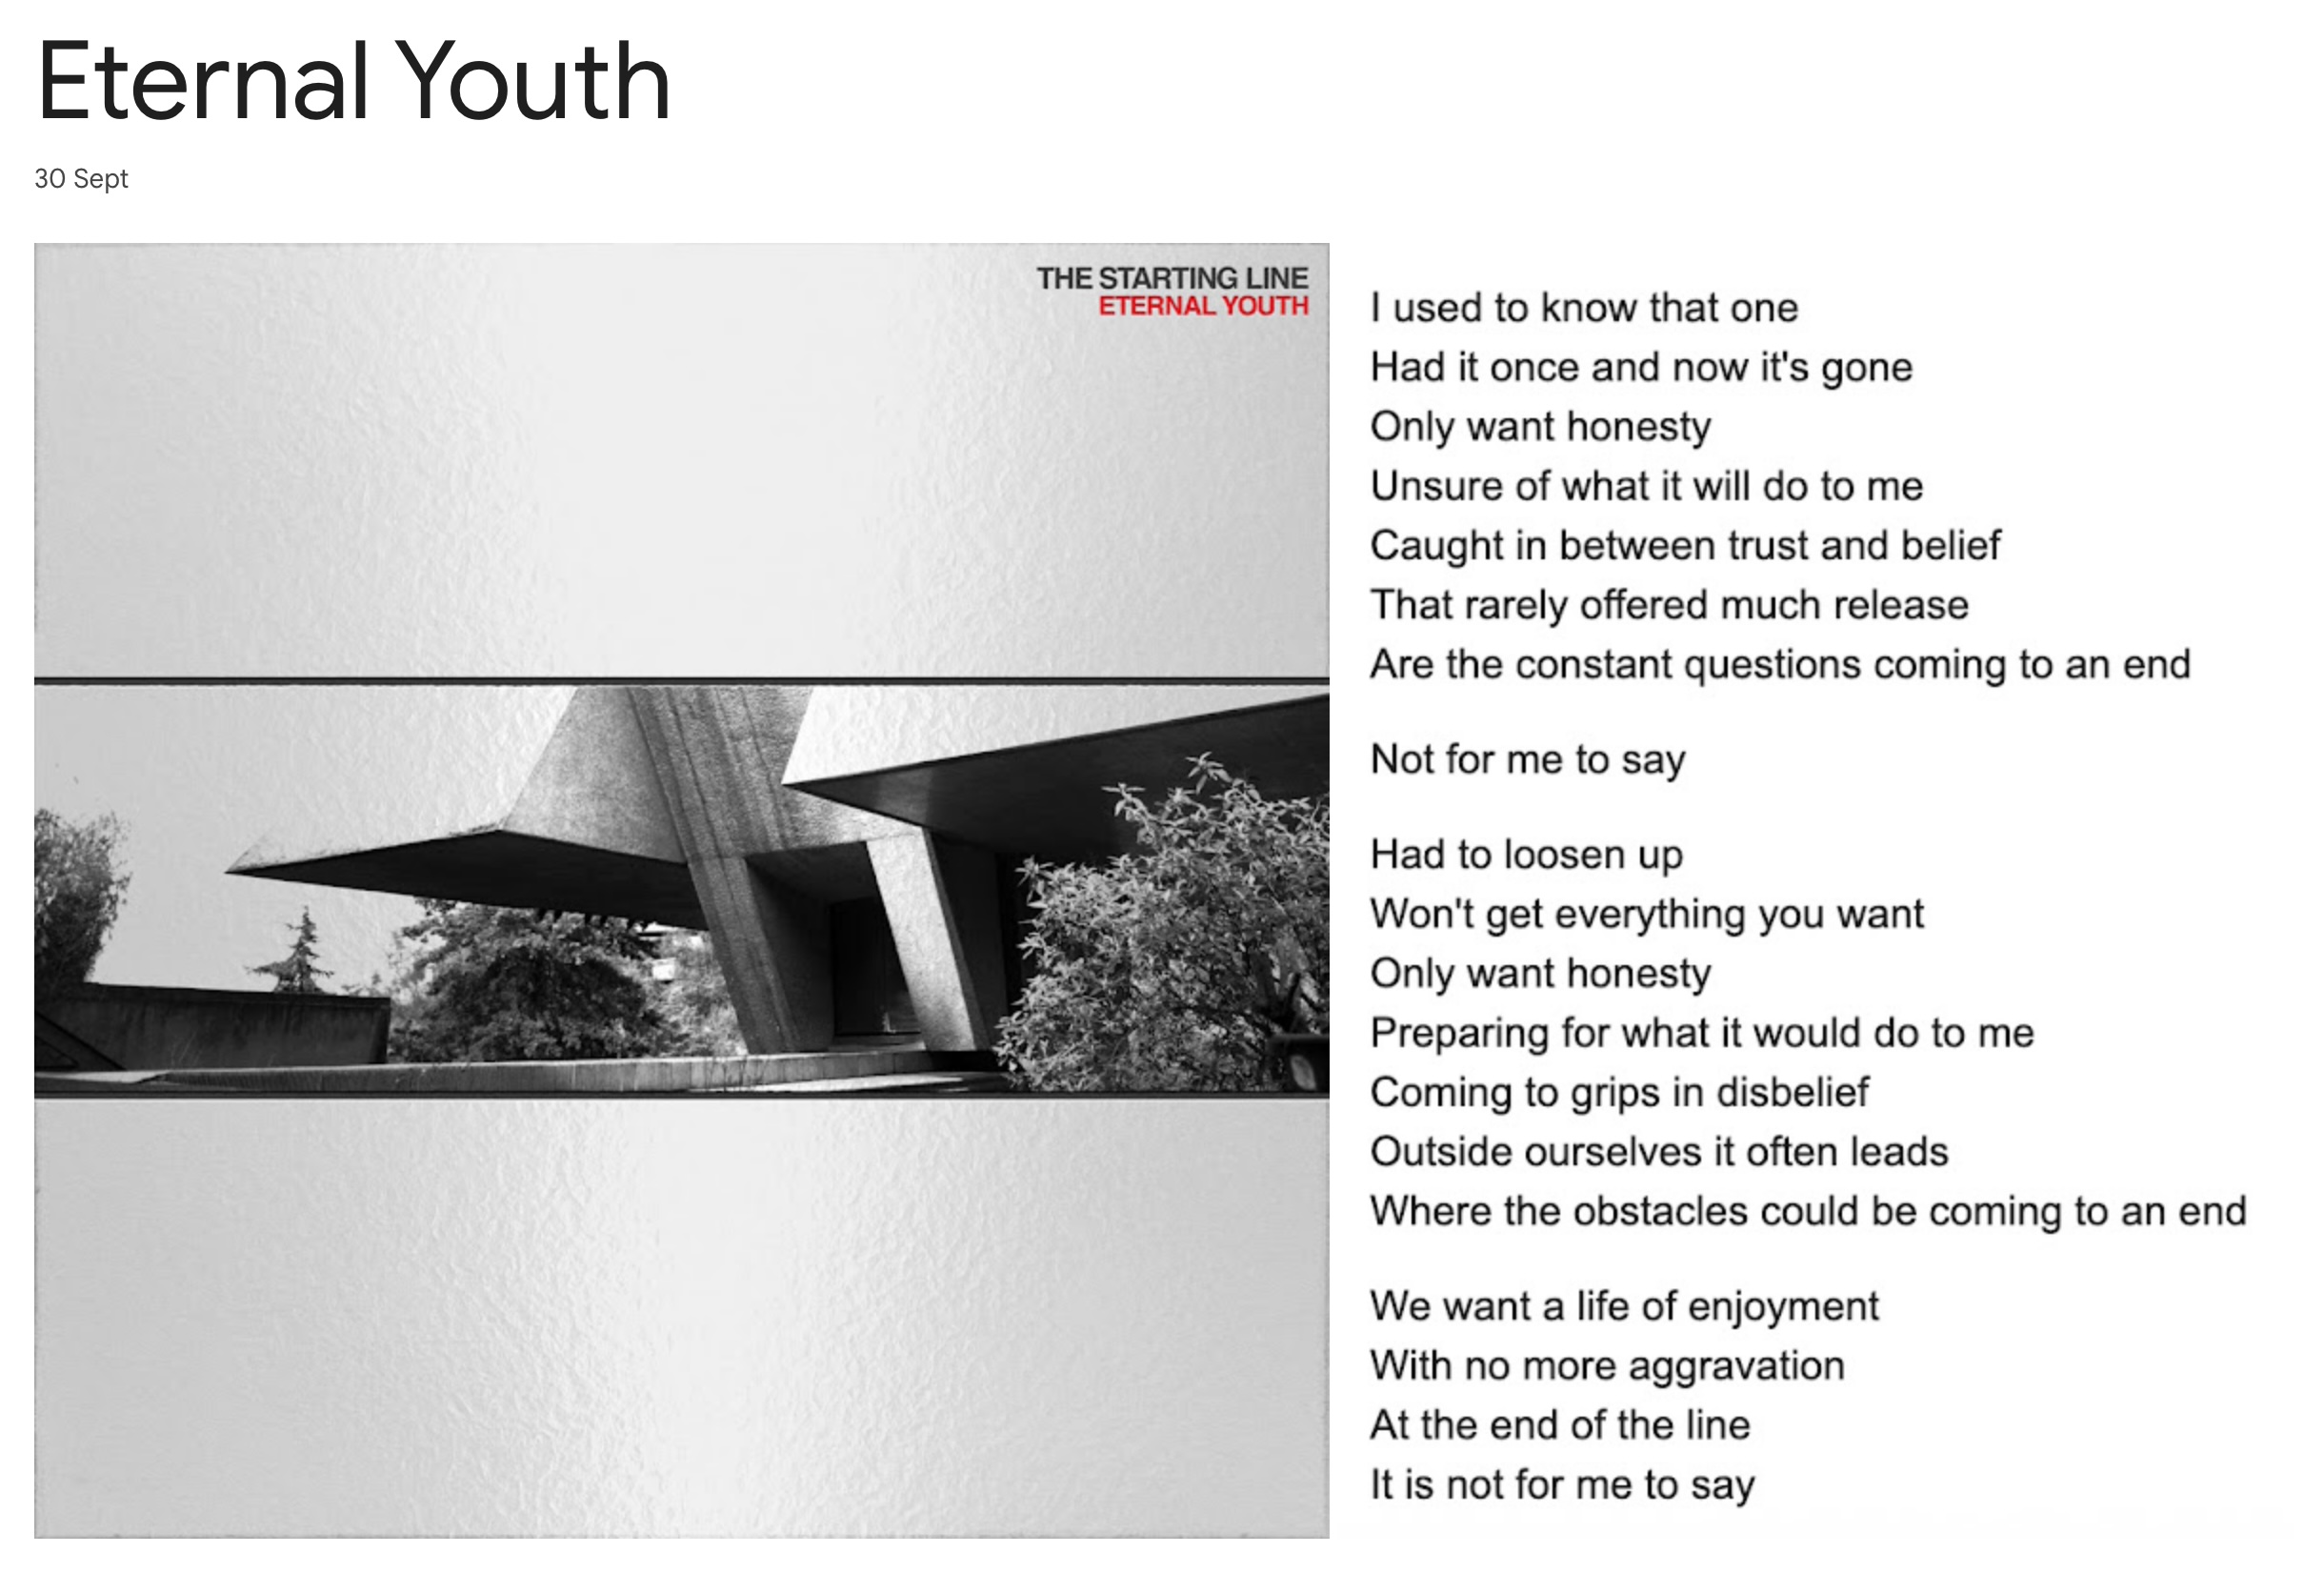 Eternal Youth
30 Sept
THE STARTING LINE
ETERNAL YOUTH
I used to know that one
Had it once and now it's gone
Only want honesty
Unsure of what it will do to me
Caught in between trust and belief
That rarely offered much release
Are the constant questions coming to an end
Not for me to say
Had to loosen up
Won't get everything you want
Only want honesty
Preparing for what it would do to me
Coming to grips in disbelief
Outside ourselves it often leads
Where the obstacles could be coming to an end
We want a life of enjoyment
With no more aggravation
At the end of the line
It is not for me to say